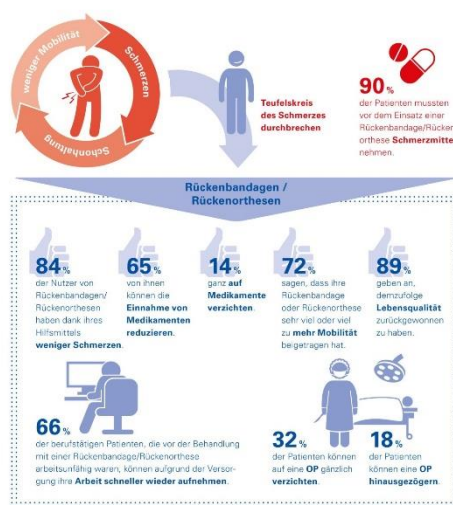 weniger Mobilität
Schmerzen
Schonhaltung
Teufelskreis
des Schmerzes
durchbrechen
90 %
der Patienten mussten
vor dem Einsatz einer
Rückenbandage/Rücken
orthese Schmerzmitte
nehmen.
Rückenbandagen /
Rückenorthesen
84 %
der Nutzer von
Rückenbandagen/
Rückenorthesen
haben dank ihres
Hilfsmittels
weniger Schmerzen.
65 %
von ihnen
können die
Einnahme von
Medikamenten
reduzieren.
14 %
ganz auf
Medikamente
verzichten.
72 %
sagen, dass ihre
Rückenbandage
oder Rückenorthese
sehr viel oder viel
zu mehr Mobilität
beigetragen hat.
89 %
geben an,
demzufolge
Lebensqualität
zurückgewonnen
zu haben.
66 %
der berufstätigen Patienten, die vor der Behandlung
mit einer Rückenbandage/Rückenorthese
arbeitsunfähig waren, können aufgrund der Versor-
gung ihre Arbeit schneller wieder aufnehmen.
32 %
der Patienten können
auf eine OP gänzlich
verzichten.
18 %
der Patienten
können eine OP
hinauszögern.